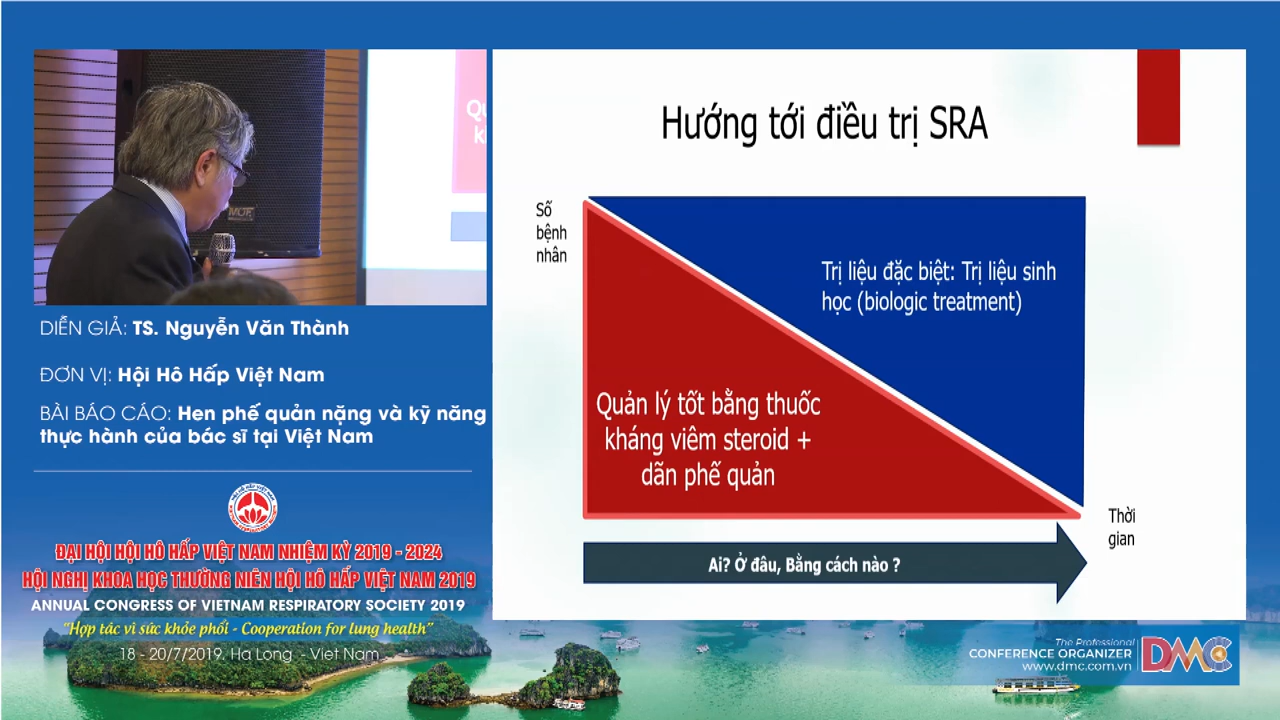 Hướng tới điều trị SRA
Số
bệnh
nhân
Trị liệu đặc biệt: Trị liệu sinh
học (biologic treatment)
Quản lý tốt bằng thuốc
kháng viêm steroid +
dãn phế quản
Thời
gian
Ai? Ở đâu, Bằng cách nào ?
DIỄN GIẢ: TS. Nguyễn Văn Thành
ĐƠN VỊ: Hội Hô Hấp Việt Nam
BÀI BÁO CÁO: Hen phế quản nặng và kỹ năng
thực hành của bác sĩ tại Việt Nam
ĐẠI HỘI HỘI HÔ HẤP VIỆT NAM NHIỆM KỲ 2019 - 2024
HỘI NGHỊ KHOA HỌC THƯỜNG NIÊN HỘI HÔ HẤP VIỆT NAM 2019
ANNUAL CONGRESS OF VIETNAM RESPIRATORY SOCIETY 2019
"Hợp tác vì sức khỏe phổi - Cooperation for lung health"
18 - 20/7/2019. Ha Long - Viet Nam
The Professional
CONFERENCE ORGANIZER
www.dmc.com.vn
DMC